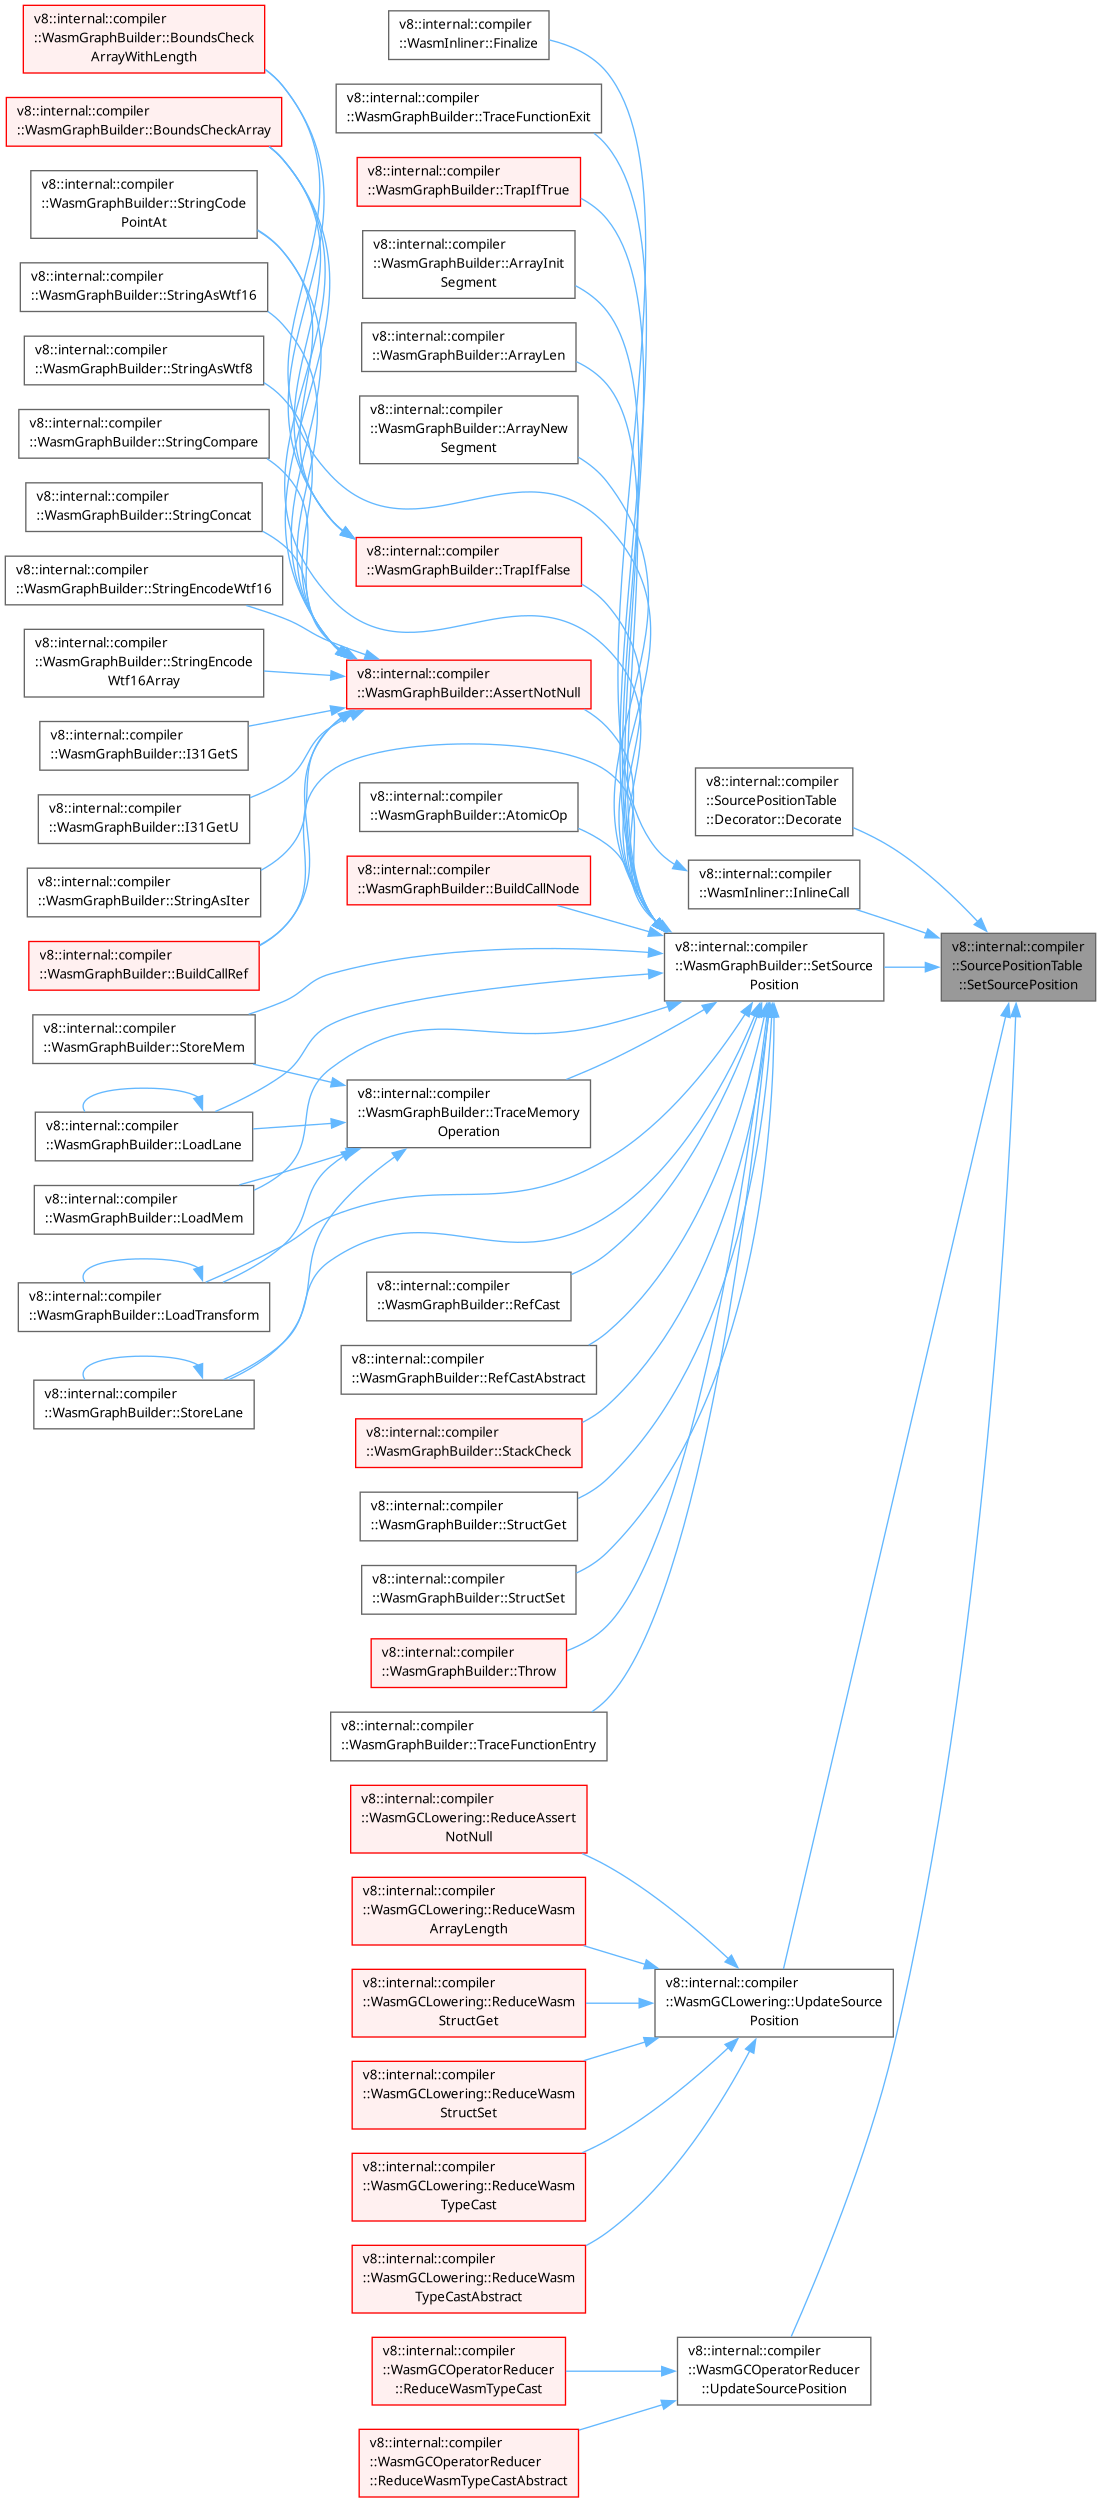 v8::internal::compiler
::WasmGraphBuilder::BoundsCheck
ArrayWithLength
v8::internal::compiler
::WasmGraphBuilder::BoundsCheckArray
v8::internal::compiler
::WasmGraphBuilder::StringCode
PointAt
v8::internal::compiler
::WasmGraphBuilder::StringAsWtf16
v8::internal::compiler
::WasmGraphBuilder::StringAsWtf8
v8::internal::compiler
::WasmGraphBuilder::StringCompare
v8::internal::compiler
::WasmGraphBuilder::StringConcat
v8::internal::compiler
::WasmGraphBuilder::StringEncodeWtf16
v8::internal::compiler
::WasmGraphBuilder::StringEncode
Wtf16Array
v8::internal::compiler
::WasmGraphBuilder::I31GetS
v8::internal::compiler
::WasmGraphBuilder::I31GetU
v8::internal::compiler
::WasmGraphBuilder::StringAsIter
v8::internal::compiler
::WasmGraphBuilder::BuildCallRef
v8::internal::compiler
::WasmGraphBuilder::StoreMem
v8::internal::compiler
::WasmGraphBuilder::LoadLane
v8::internal::compiler
::WasmGraphBuilder::LoadMem
v8::internal::compiler
::WasmGraphBuilder::LoadTransform
v8::internal::compiler
::WasmGraphBuilder::StoreLane
v8::internal::compiler
::WasmInliner::Finalize
v8::internal::compiler
::WasmGraphBuilder::TraceFunctionExit
v8::internal::compiler
::WasmGraphBuilder::TrapIfTrue
v8::internal::compiler
::WasmGraphBuilder::ArrayInit
Segment
v8::internal::compiler
::WasmGraphBuilder::ArrayLen
v8::internal::compiler
::WasmGraphBuilder::ArrayNew
Segment
v8::internal::compiler
::WasmGraphBuilder::TrapIfFalse
v8::internal::compiler
::WasmGraphBuilder::AssertNotNull
v8::internal::compiler
::WasmGraphBuilder::AtomicOp
v8::internal::compiler
::WasmGraphBuilder::BuildCallNode
v8::internal::compiler
::WasmGraphBuilder::TraceMemory
Operation
v8::internal::compiler
::WasmGraphBuilder::RefCast
v8::internal::compiler
::WasmGraphBuilder::RefCastAbstract
v8::internal::compiler
::WasmGraphBuilder::StackCheck
v8::internal::compiler
::WasmGraphBuilder::StructGet
v8::internal::compiler
::WasmGraphBuilder::StructSet
v8::internal::compiler
::WasmGraphBuilder::Throw
v8::internal::compiler
::WasmGraphBuilder::TraceFunctionEntry
v8::internal::compiler
::WasmGCLowering::ReduceAssert
NotNull
v8::internal::compiler
::WasmGCLowering::ReduceWasm
ArrayLength
v8::internal::compiler
::WasmGCLowering::ReduceWasm
StructGet
v8::internal::compiler
::WasmGCLowering::ReduceWasm
StructSet
v8::internal::compiler
::WasmGCLowering::ReduceWasm
TypeCast
v8::internal::compiler
::WasmGCLowering::ReduceWasm
TypeCastAbstract
v8::internal::compiler
::WasmGCOperatorReducer
::ReduceWasmTypeCast
v8::internal::compiler
::WasmGCOperatorReducer
::ReduceWasmTypeCastAbstract
v8::internal::compiler
::SourcePositionTable
::Decorator::Decorate
v8::internal::compiler
::WasmInliner::InlineCall
v8::internal::compiler
::WasmGraphBuilder::SetSource
Position
v8::internal::compiler
::WasmGCLowering::UpdateSource
Position
v8::internal::compiler
::WasmGCOperatorReducer
::UpdateSourcePosition
v8::internal::compiler
::SourcePositionTable
::SetSourcePosition